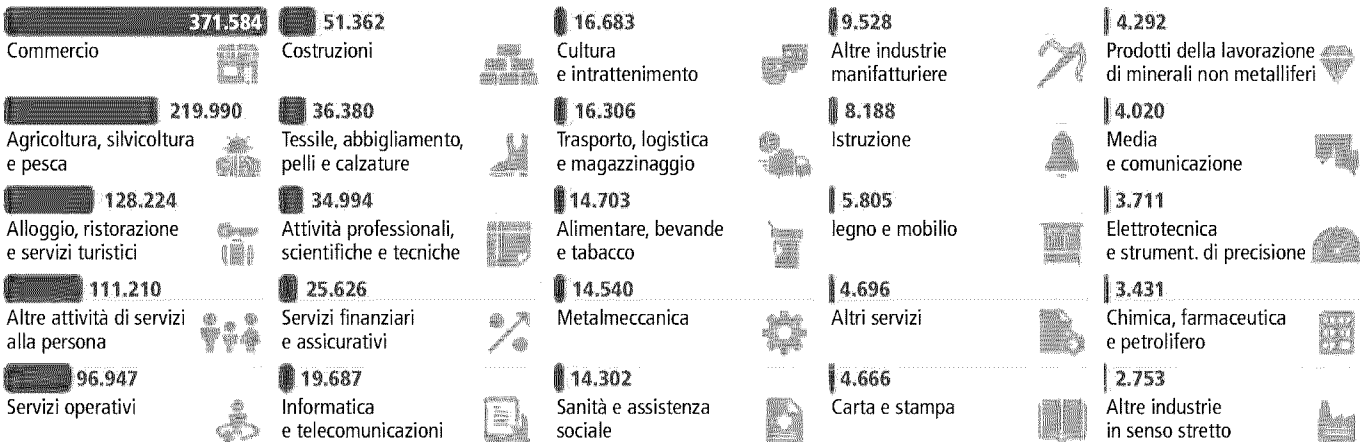 371.584
Commercio
219.990
Agricoltura, silvicoltura
e pesca
128.224
Alloggio, ristorazione
e servizi turistici
111.210
Altre attività di servizi
alla persona
96.947
Servizi operativi
51.362
Costruzioni
36.380
Tessile, abbigliamento,
pelli e calzature
34.994
Attività professionali,
scientifiche e tecniche
25.626
Servizi finanziari
e assicurativi
19.687
Informatica
e telecomunicazioni
16.683
Cultura
e intrattenimento
16.306
Trasporto, logistica
e magazzinaggio
14.703
Alimentare, bevande
e tabacco
14.540
Metalmeccanica
14.302
Sanità e assistenza
sociale
9.528
Altre industrie
manifatturiere
8.188
Istruzione
5.805
legno e mobilio
4.696
Altri servizi
4.666
Carta e stampa
4.292
Prodotti della lavorazione
di minerali non metalliferi
4.020
Media
e comunicazione
3.711
Elettrotecnica
e strument. di precisione
3.431
Chimica, farmaceutica
e petrolifero
2.753
Altre industrie
in senso stretto